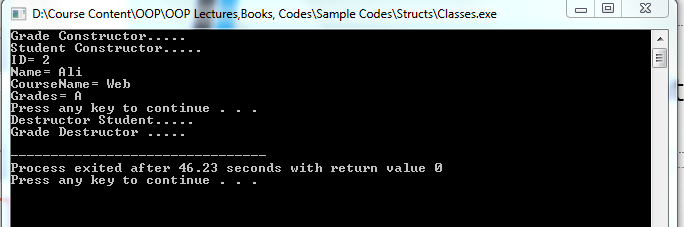 D:\Course Content\OOP\OOP Lectures,Books, Codes\Sample Codes\Structs\Classes.exe
Grade Constructor.....
Student Constructor.....
ID= 2
Name= Ali
CourseName= Web
Grades= A
Press any key to continue . . .
Destructor Student.....
Grade Destructor .....
--------------------------------
Process exited after 46.23 seconds with return value 0
Press any key to continue . . .